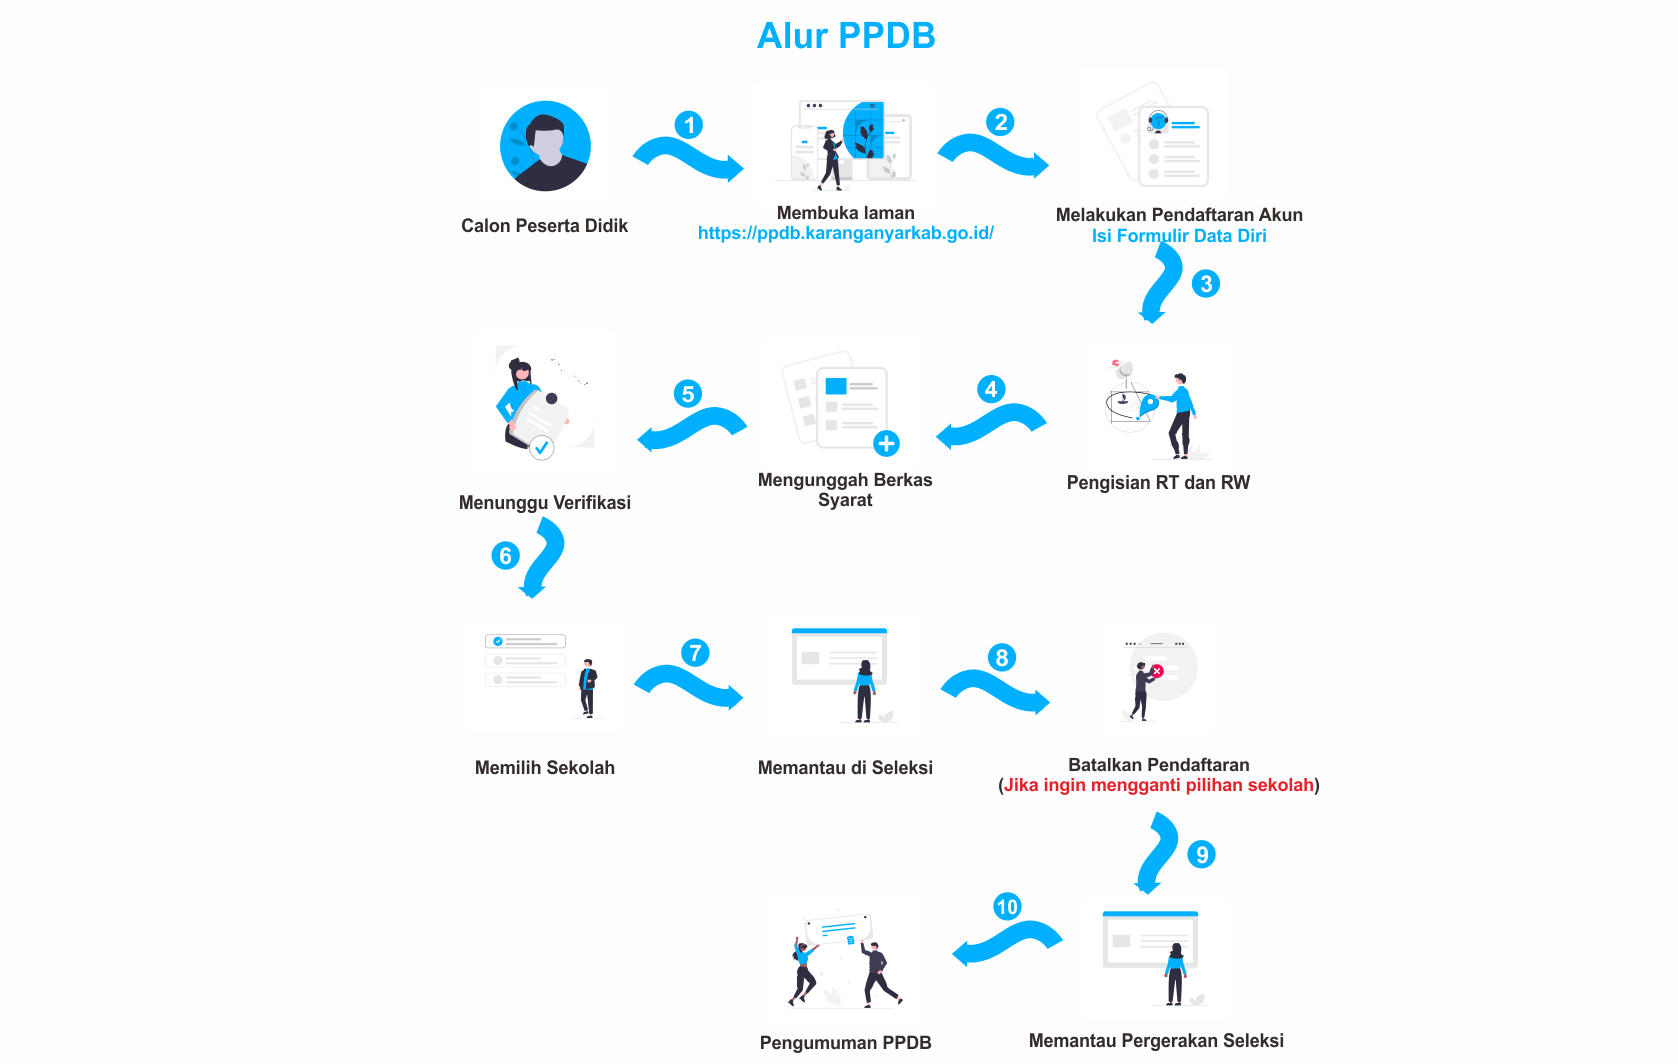 Alur PPDB
1
2
Calon Peserta Didik
Membuka laman
https://ppdb.karanganyarkab.go.id/
Melakukan Pendaftaran Akun
Isi Formulir Data Diri
3
5
4
Menunggu Verifikasi
Mengunggah Berkas
Syarat
Pengisian RT dan RW
6
7
8
Memilih Sekolah
Memantau di Seleksi
Batalkan Pendaftaran
(Jika ingin mengganti pilihan sekolah)
9
10
Pengumuman PPDB
Memantau Pergerakan Seleksi